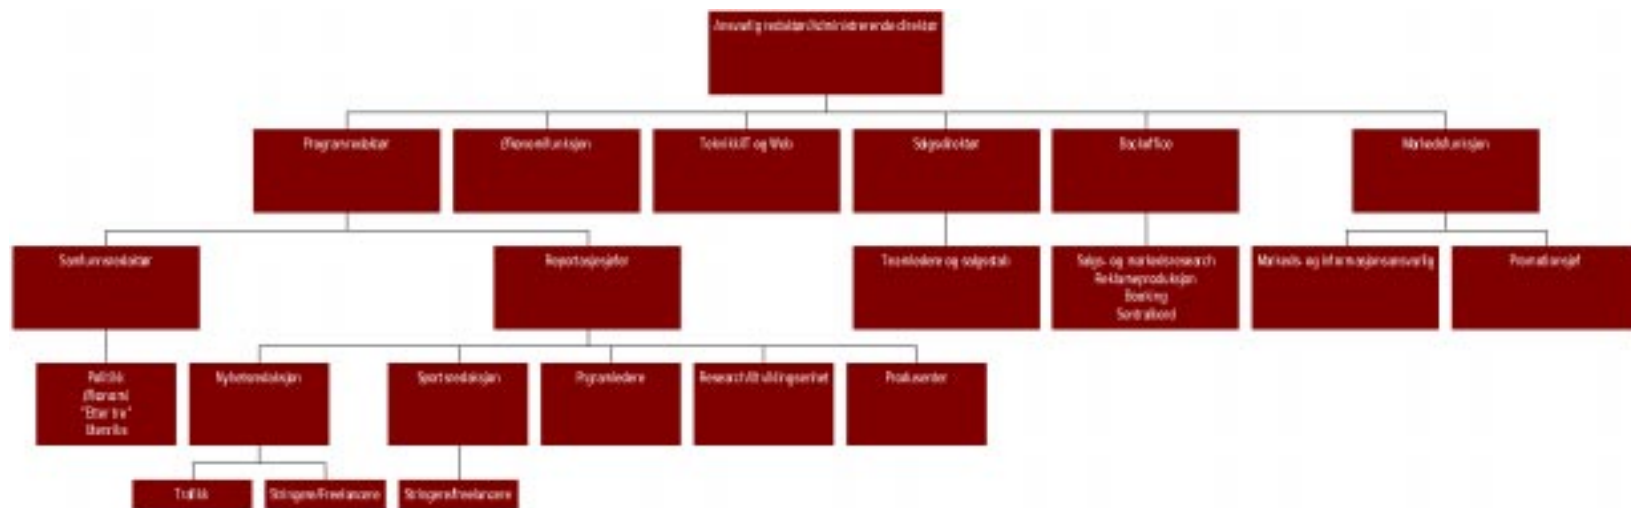 Ansvarlig redaktør/Administrerende direktør
Programredaktør
Økonomifunksjon
Teknikk/IT og Web
Salgsdirektør
Backoffice
Markedsfunksjon
Samfunnsredaktør
Reportasjesjefer
Teamledere og salgsstab
Salgs- og markedsresearch
Reklameproduksjon
Booking
Sentralbord
Markeds- og informasjonsansvarlig
Promotionsjef
Politikk
Økonomi
"Etter tre"
Utenriks
Nyhetsredaksjon
Sportsredaksjon
Research/Utviklingsenhet
Produsenter
Trafikk
Stringere/Freelancere
Stringere/freelancere